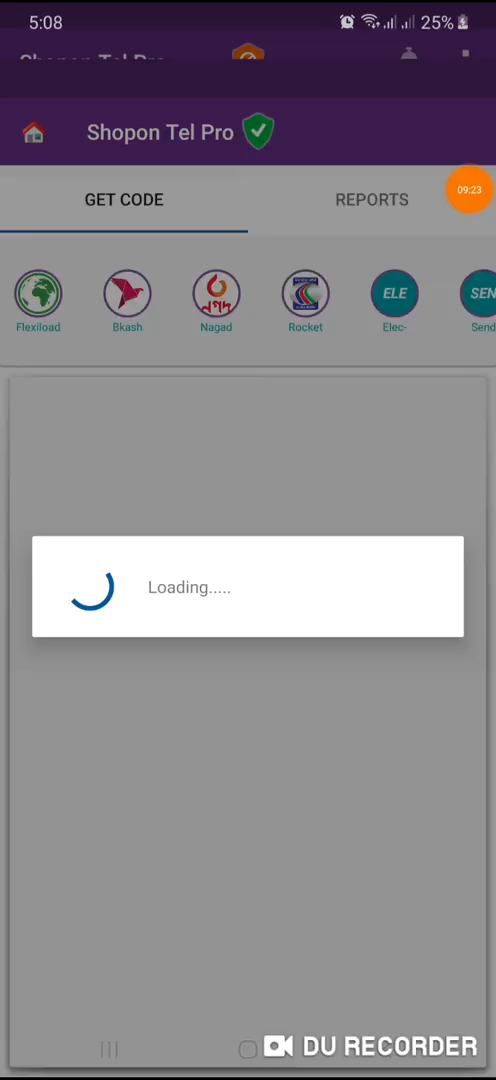 5:08
25%
Shopon Tel Pro
Shopon Tel Pro
GET CODE
REPORTS
09:23
ELE
SEN
নগদ
Flexiload
Bkash
Nagad
Rocket
Elec-
Send
Loading.....
DU RECORDER